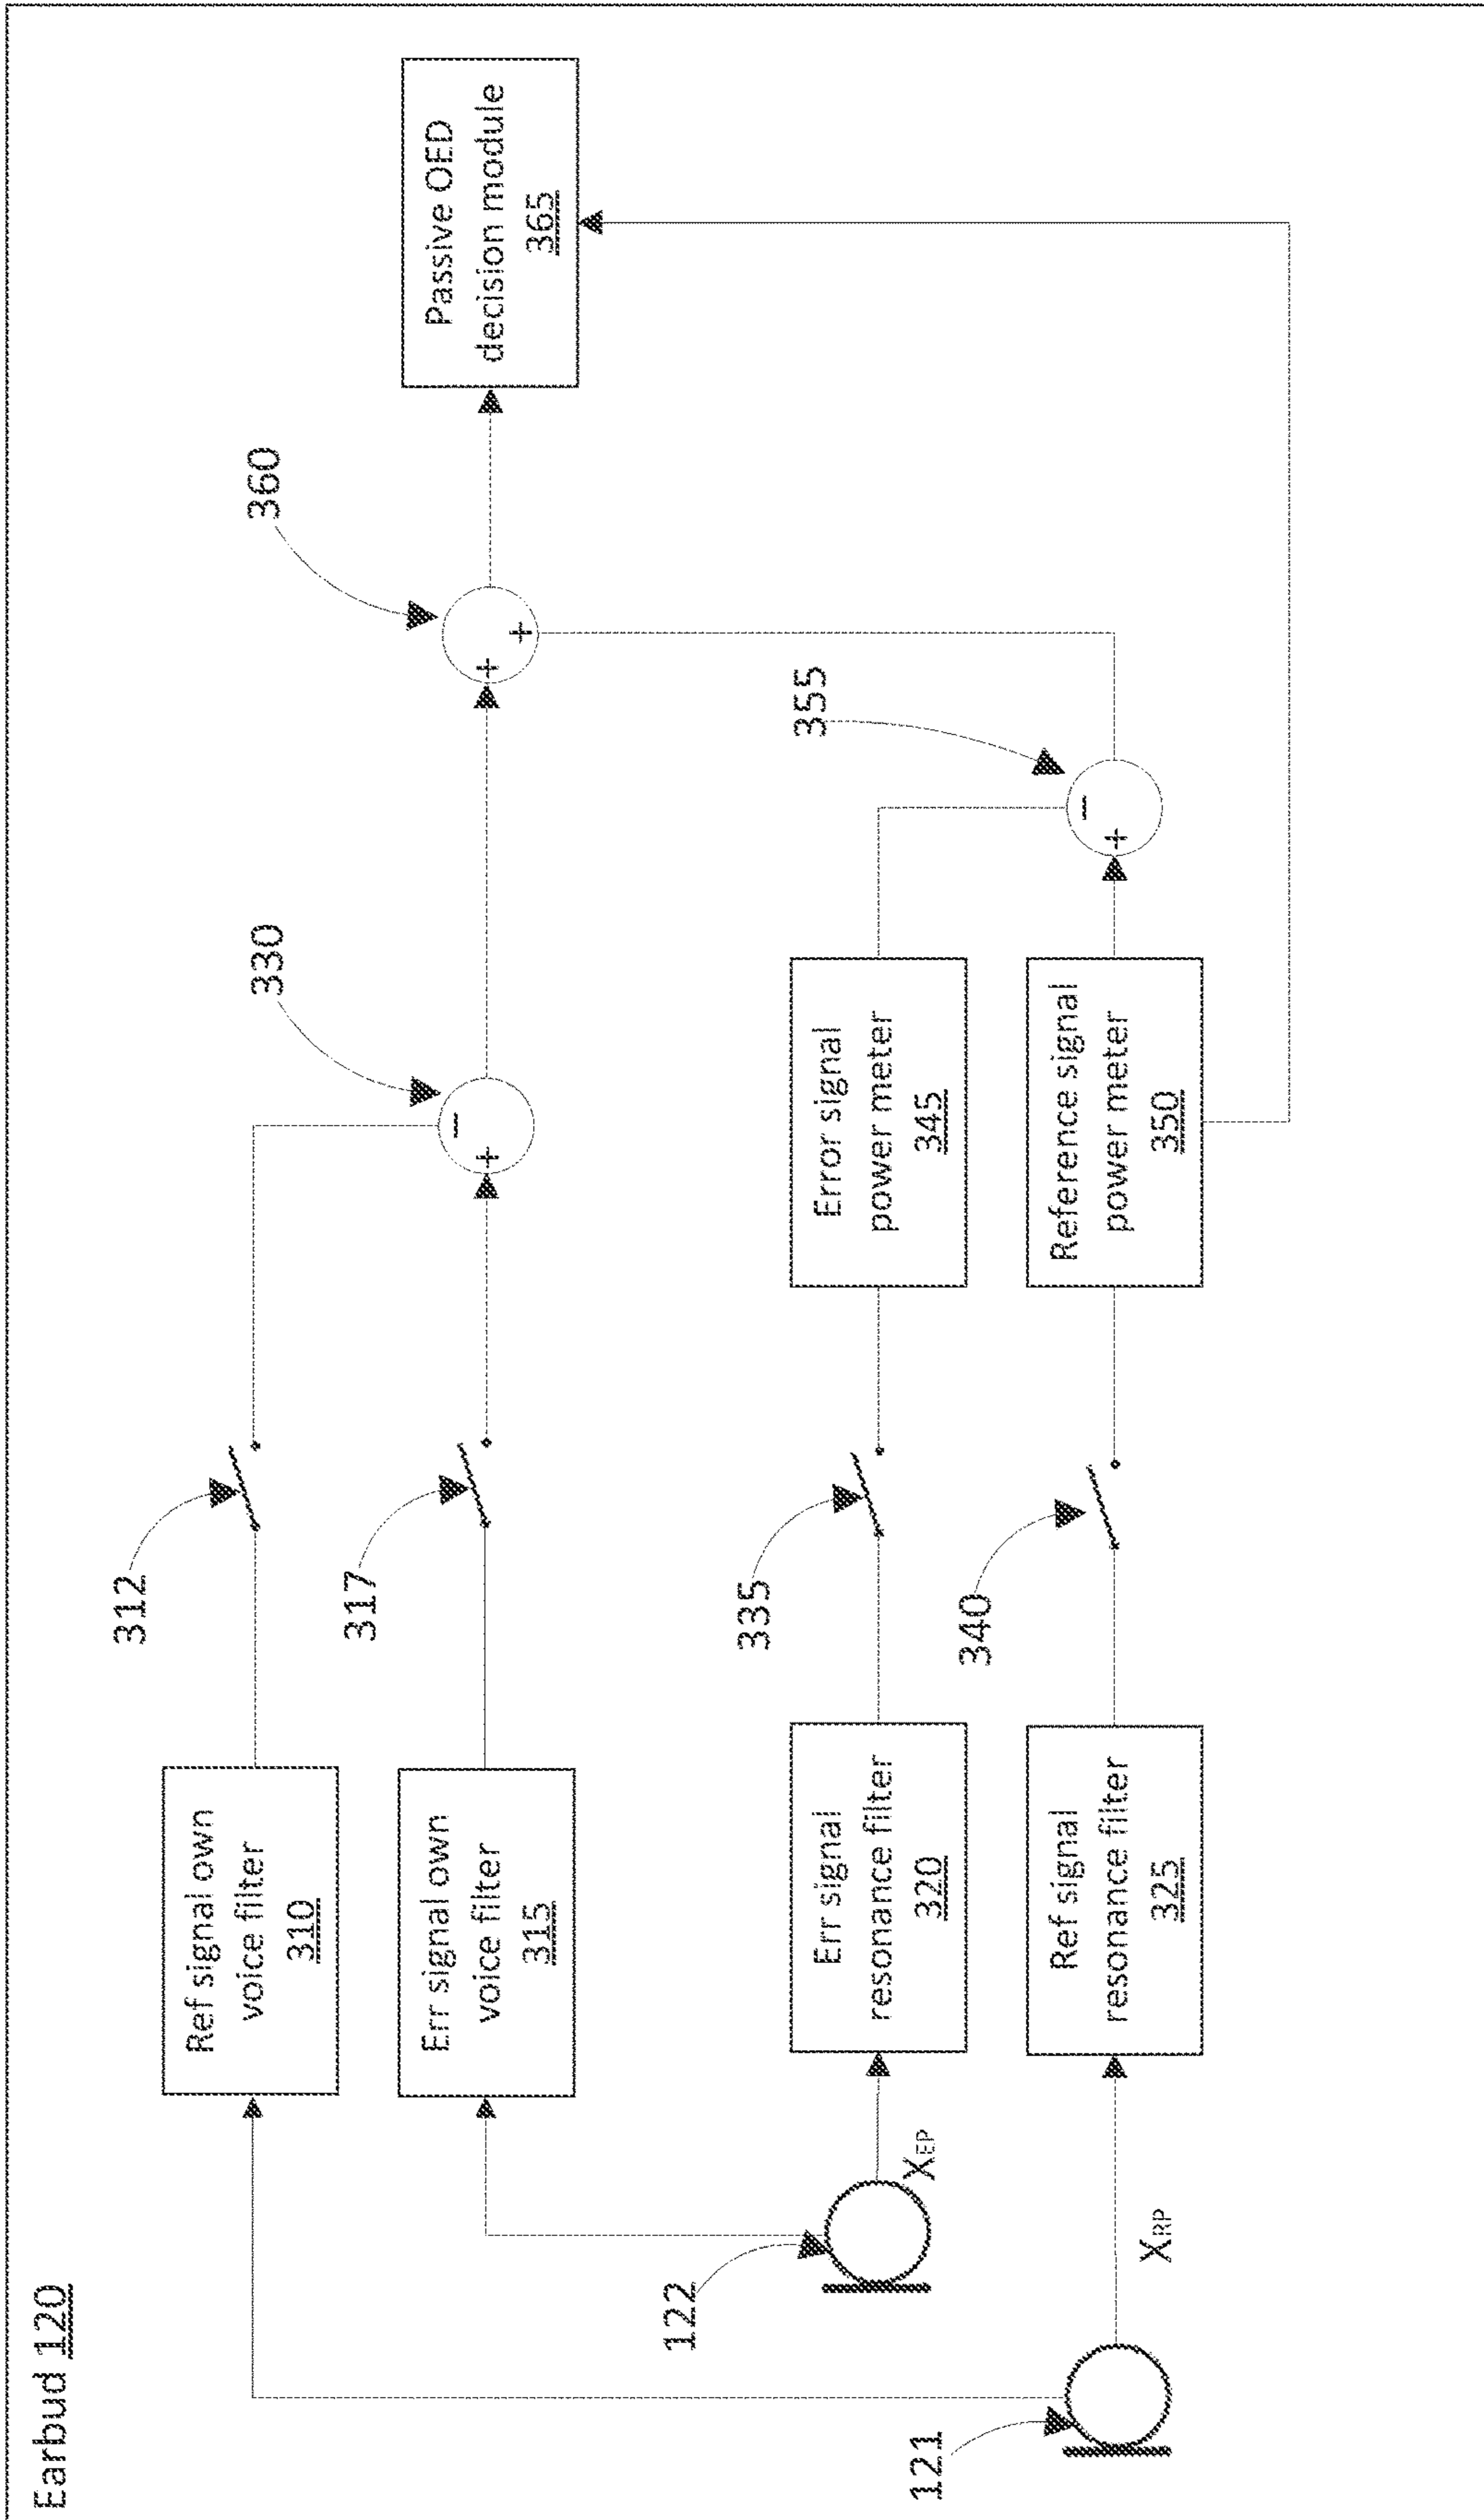 Earbud 120
312
Ref signal own
voice filter
310
317
Err signal own
voice filter
315
330
−
+
360
+
+
Passive OED
decision module
365
122
XEP
Err signal
resonance filter
320
335
Error signal
power meter
345
355
−
+
121
XRP
Ref signal
resonance filter
325
340
Reference signal
power meter
350